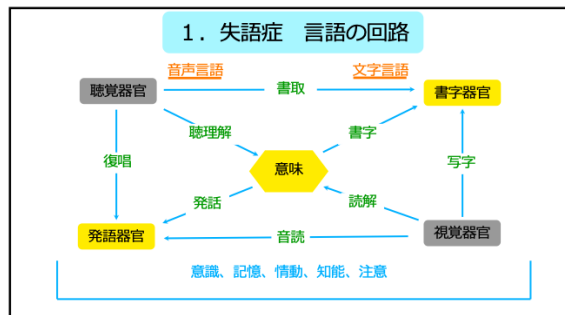 1．失語症　言語の回路
音声言語
文字言語
聴覚器官
書取
書字器官
聴理解
書字
復唱
意味
写字
発話
読解
発語器官
音読
視覚器官
意識、記憶、情動、知能、注意